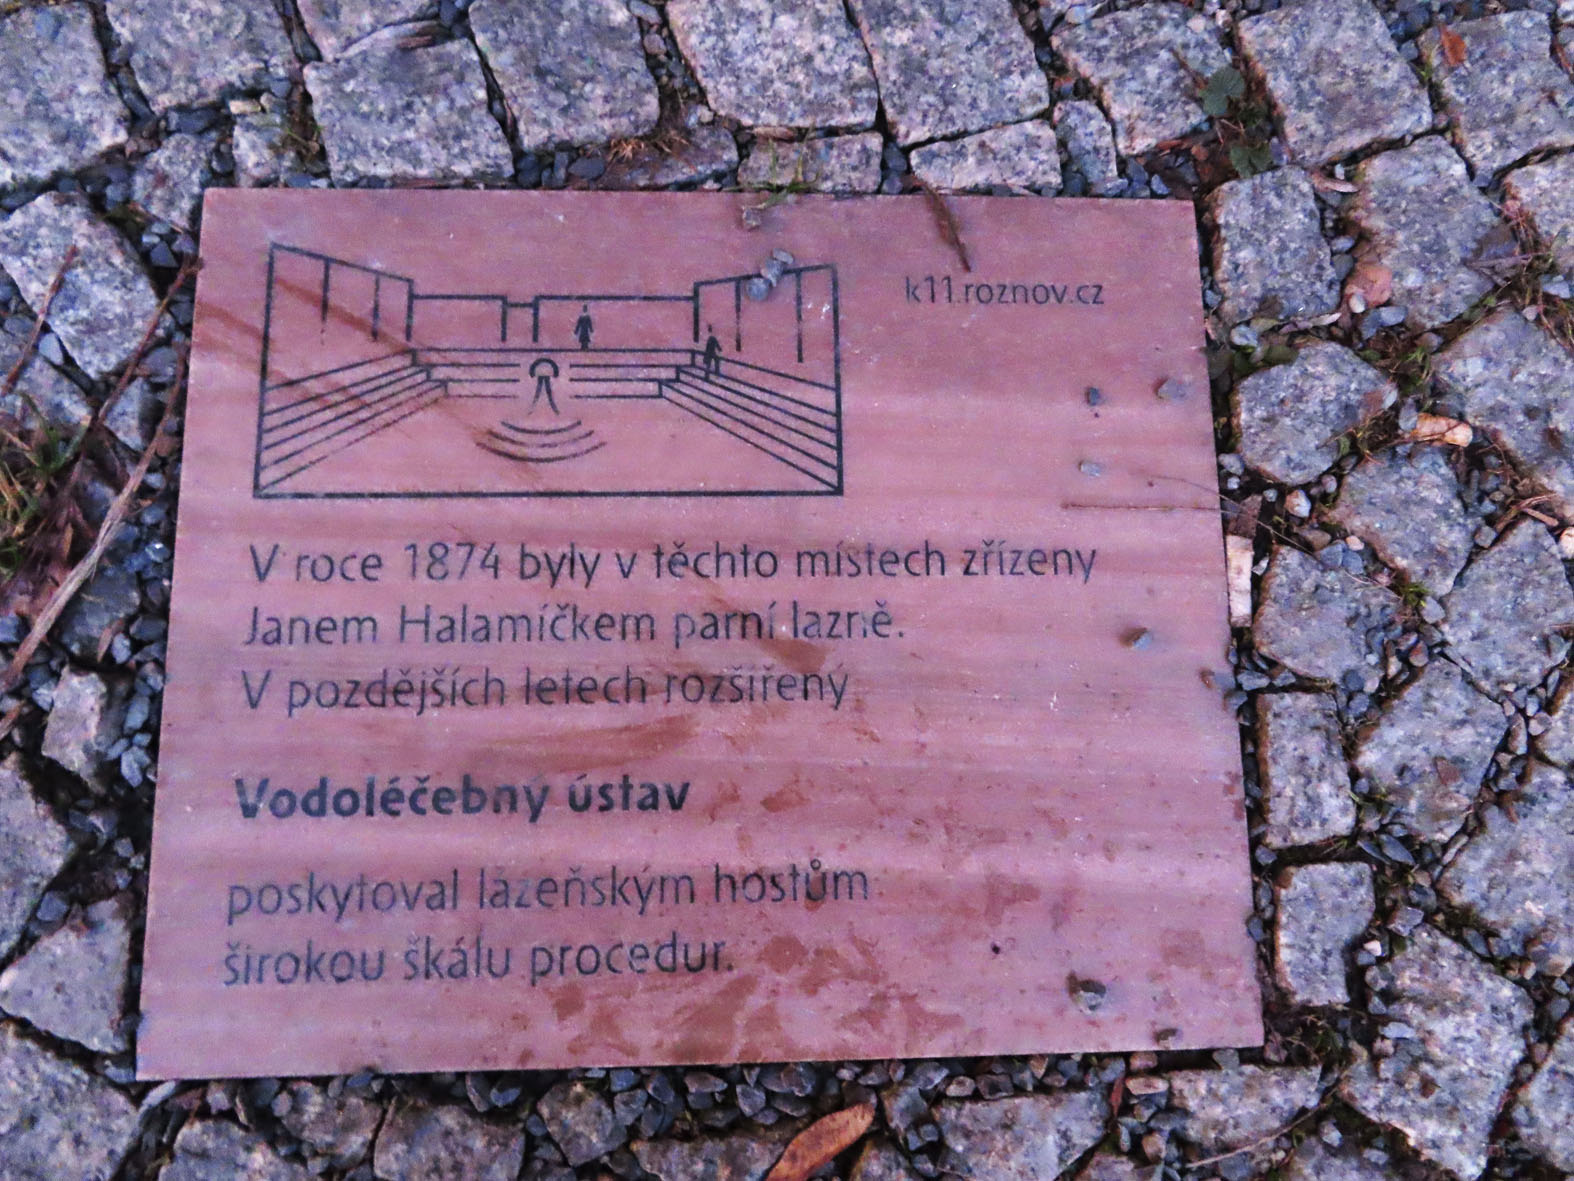 k11.roznov.cz
V roce 1874 byly v těchto místech zřízeny
Janem Halamíčkem parní lazně.
V pozdějších letech rozšířený
Vodoléčebný ústav
poskytoval lázeňským hostům
širokou škálu procedur.